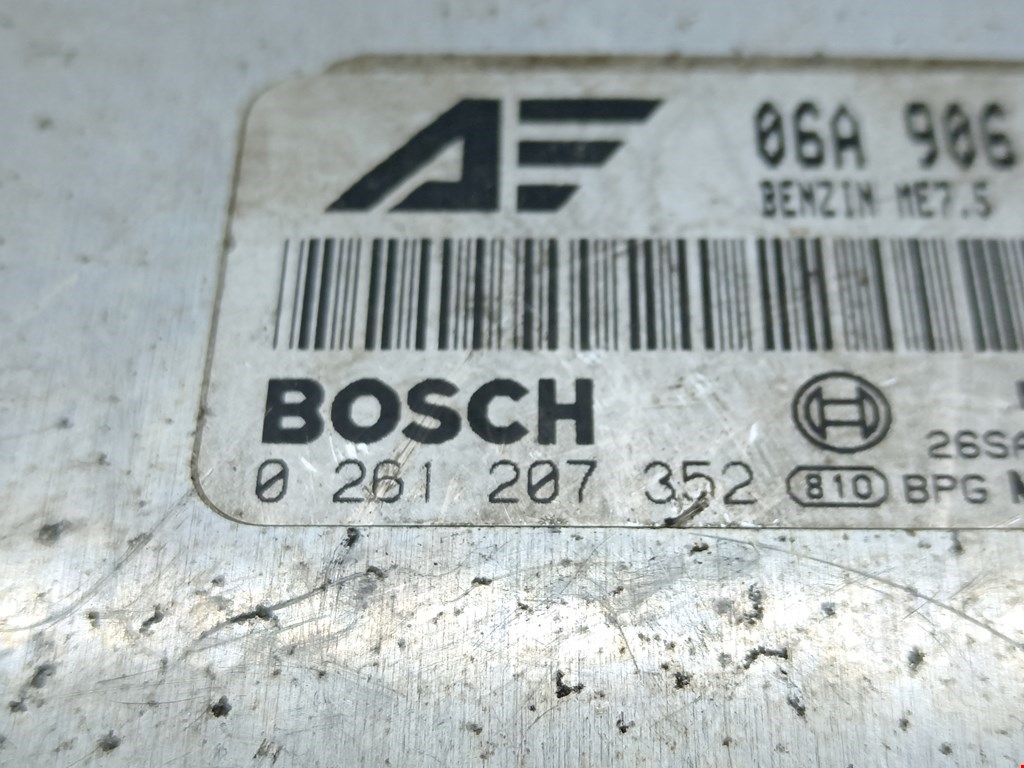 06A 906
BENZIN ME7.5
BOSCH
0 261 207 352
810
26SA
BPG